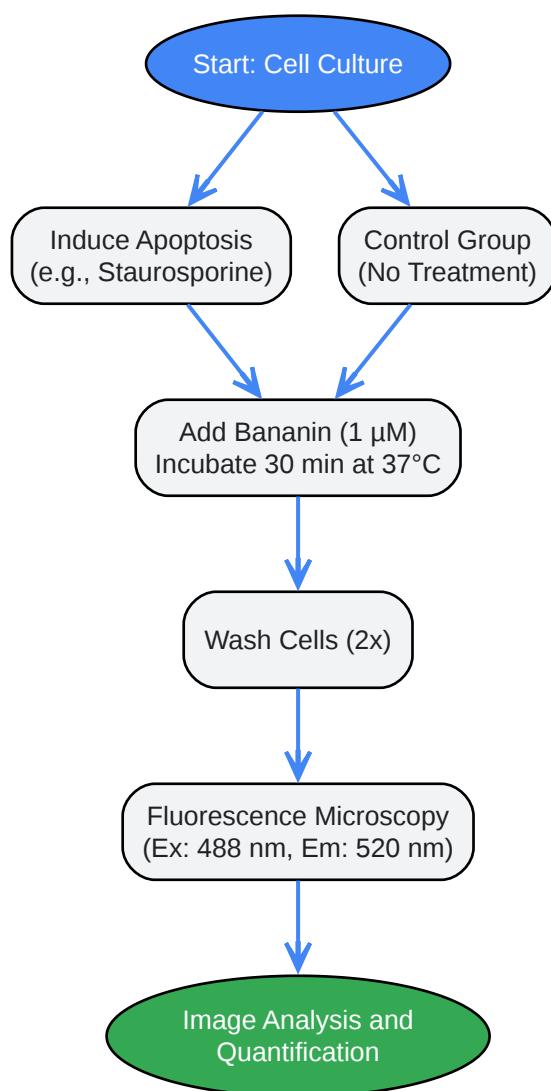 Start: Cell Culture
Induce Apoptosis
(e.g., Staurosporine)
Control Group
(No Treatment)
Add Bananin (1 µM)
Incubate 30 min at 37°C
Wash Cells (2x)
Fluorescence Microscopy
(Ex: 488 nm, Em: 520 nm)
Image Analysis and
Quantification